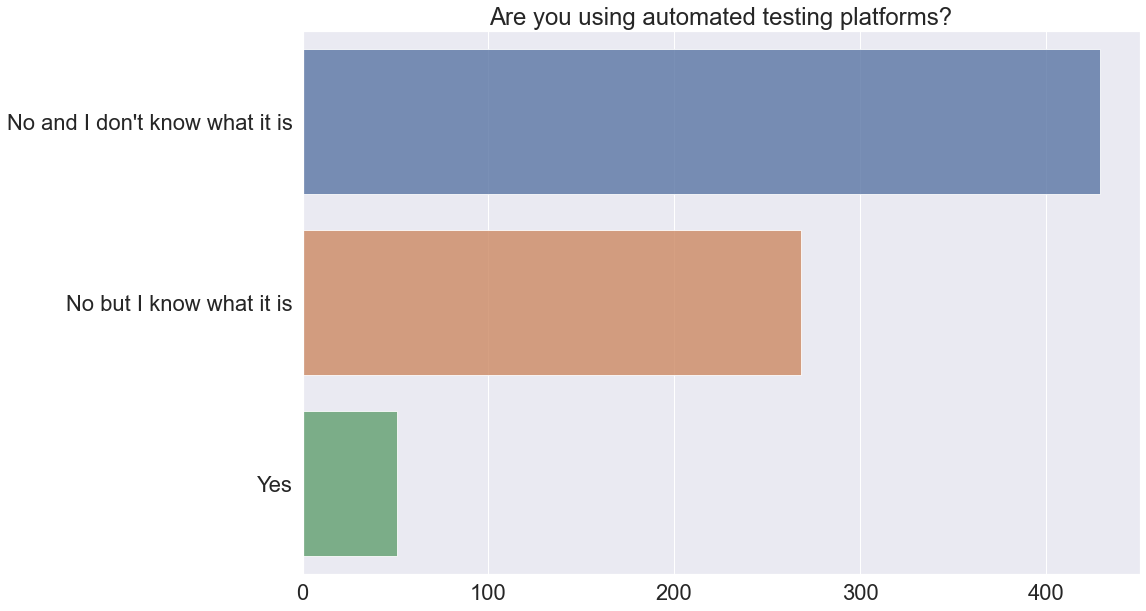 Are you using automated testing platforms?
No and I don't know what it is
No but I know what it is
Yes
0 100 200 300 400